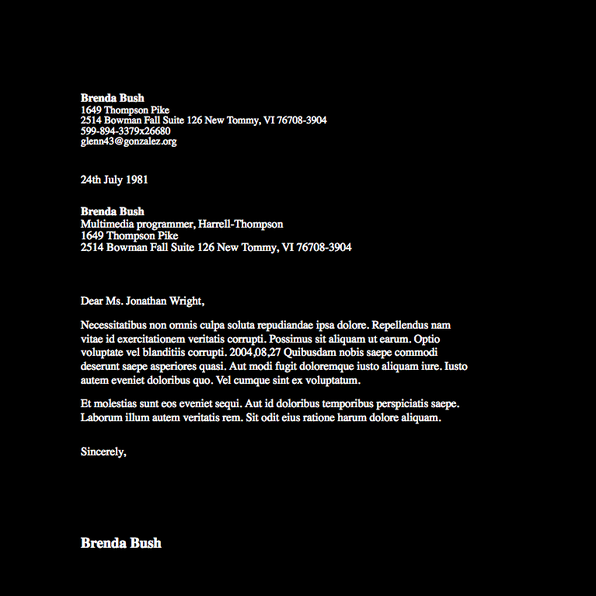 Brenda Bush
1649 Thompson Pike
2514 Bowman Fall Suite 126 New Tommy, VI 76708-3904
599-894-3379x26680
glenn43@gonzalez.org
24th July 1981
Brenda Bush
Multimedia programmer, Harrell-Thompson
1649 Thompson Pike
2514 Bowman Fall Suite 126 New Tommy, VI 76708-3904
Dear Ms. Jonathan Wright,
Necessitatibus non omnis culpa soluta repudiandae ipsa dolore. Repellendus nam
vitae id exercitationem veritatis corrupti. Possimus sit aliquam ut earum. Optio
voluptate vel blanditiis corrupti. 2004,08,27 Quibusdam nobis saepe commodi
deserunt saepe asperiores quasi. Aut modi fugit doloremque iusto aliquam iure. Iusto
autem eveniet doloribus quo. Vel cumque sint ex voluptatum.
Et molestias sunt eos eveniet sequi. Aut id doloribus temporibus perspiciatis saepe.
Laborum illum autem veritatis rem. Sit odit eius ratione harum dolore aliquam.
Sincerely,
Brenda Bush